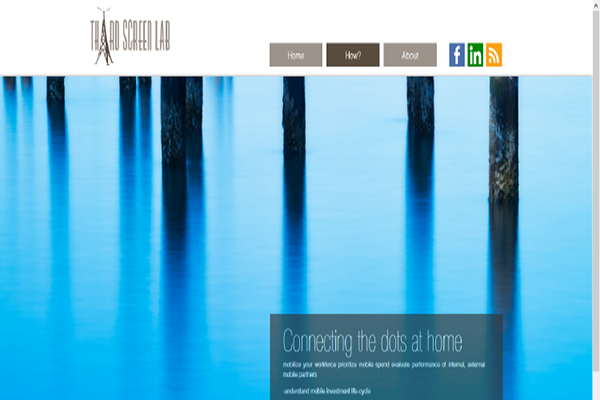 THIRD SCREEN LAB
Home
How?
About
f
in
Connecting the dots at home
mobilize your workforce prioritize mobile spend evaluate performance of internal, external
mobile partners
-understand mobile investment life-cycle